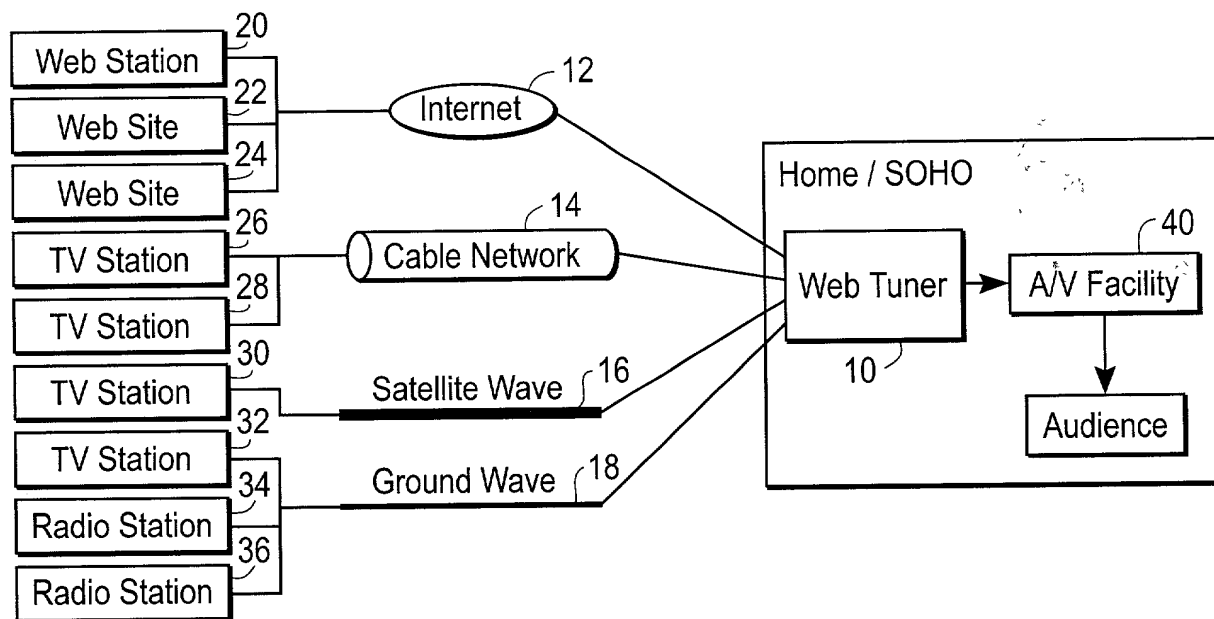 20
Web Station
22
Web Site
24
Web Site
26
TV Station
28
TV Station
30
TV Station
32
TV Station
34
Radio Station
36
Radio Station
12
Internet
14
Cable Network
Satellite Wave 16
Ground Wave 18
Home / SOHO
Web Tuner
10
40
A/V Facility
Audience